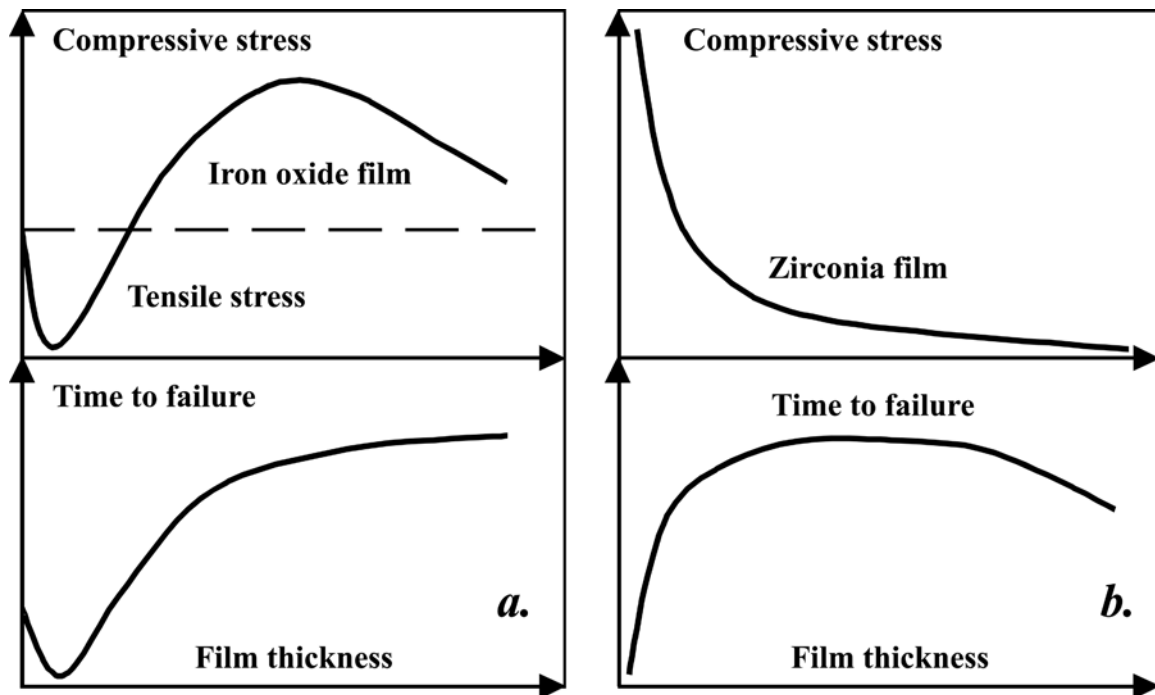 Compressive stress
Iron oxide film
Tensile stress
Time to failure
a.
Film thickness
Compressive stress
Zirconia film
Time to failure
b.
Film thickness